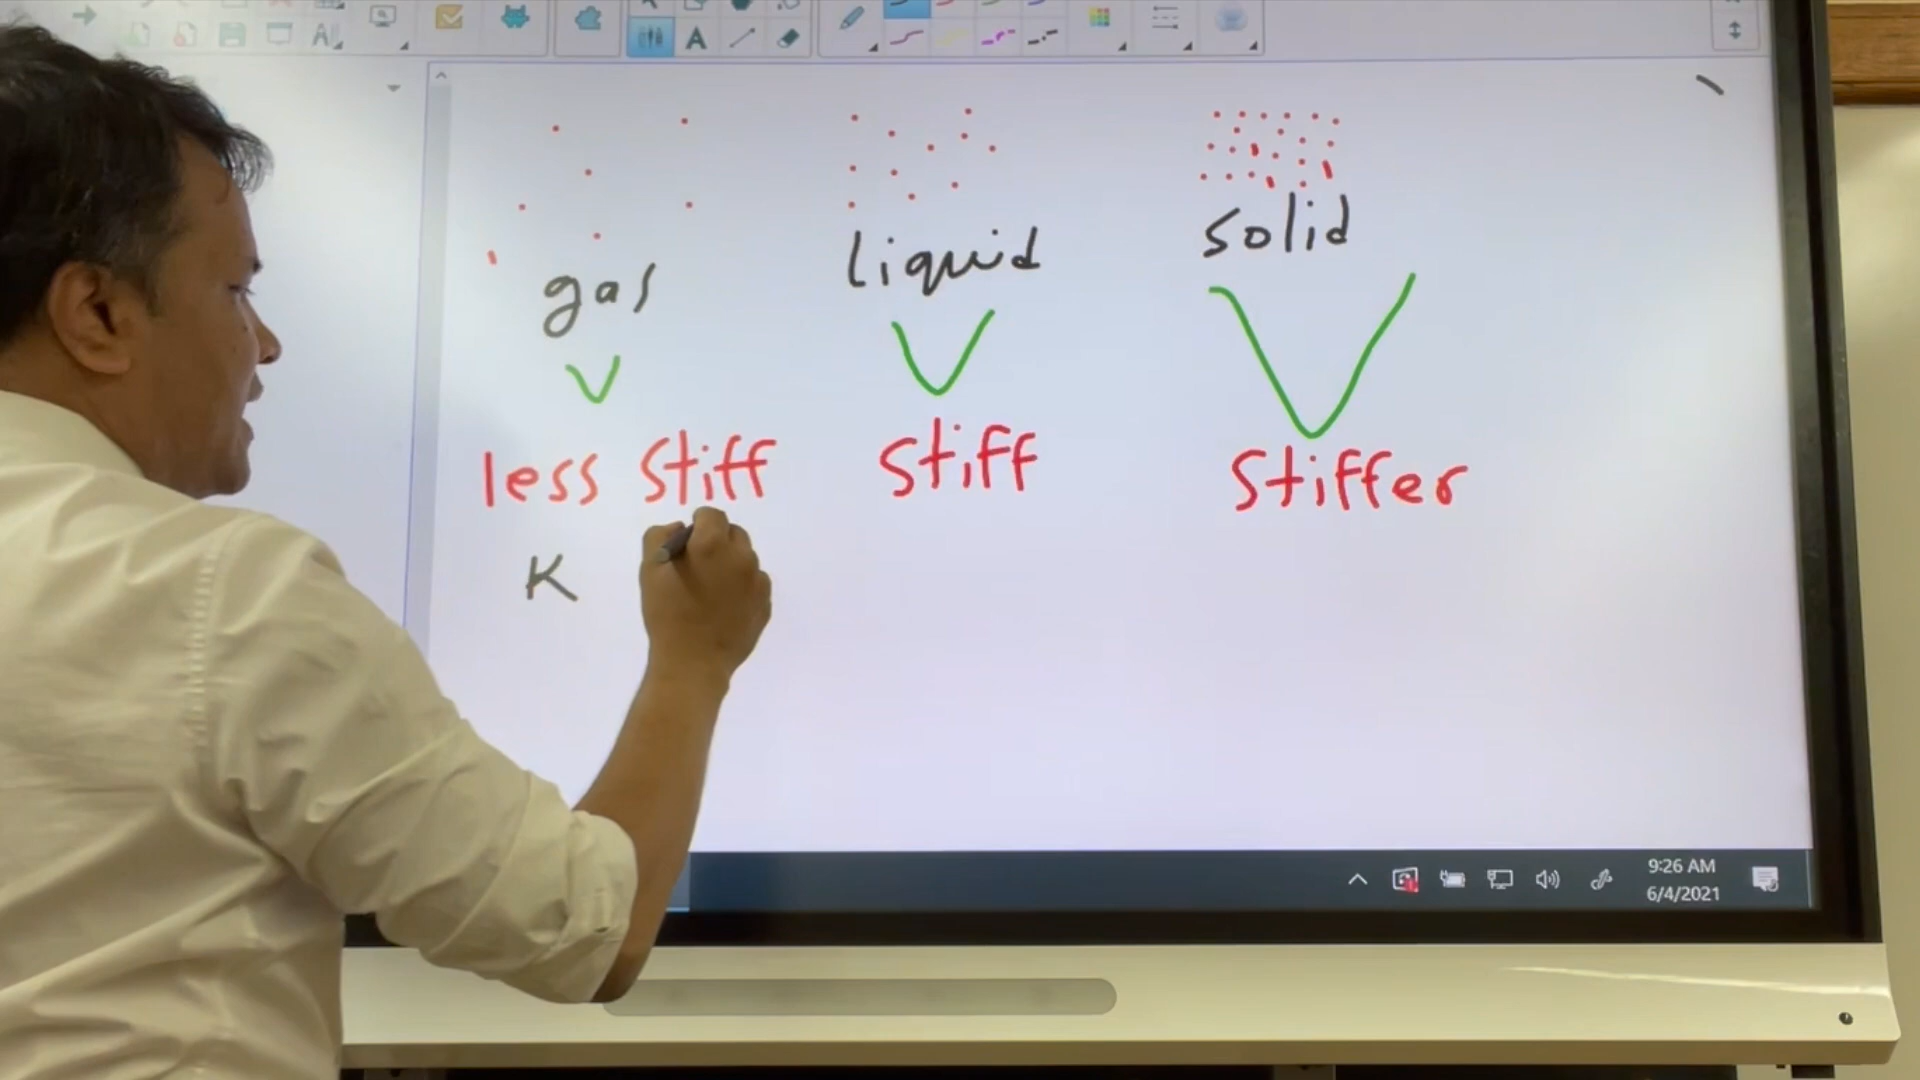 gas
liquid
solid
V
V
V
less stiff
stiff
stiffer
K
9:26 AM
6/4/2021